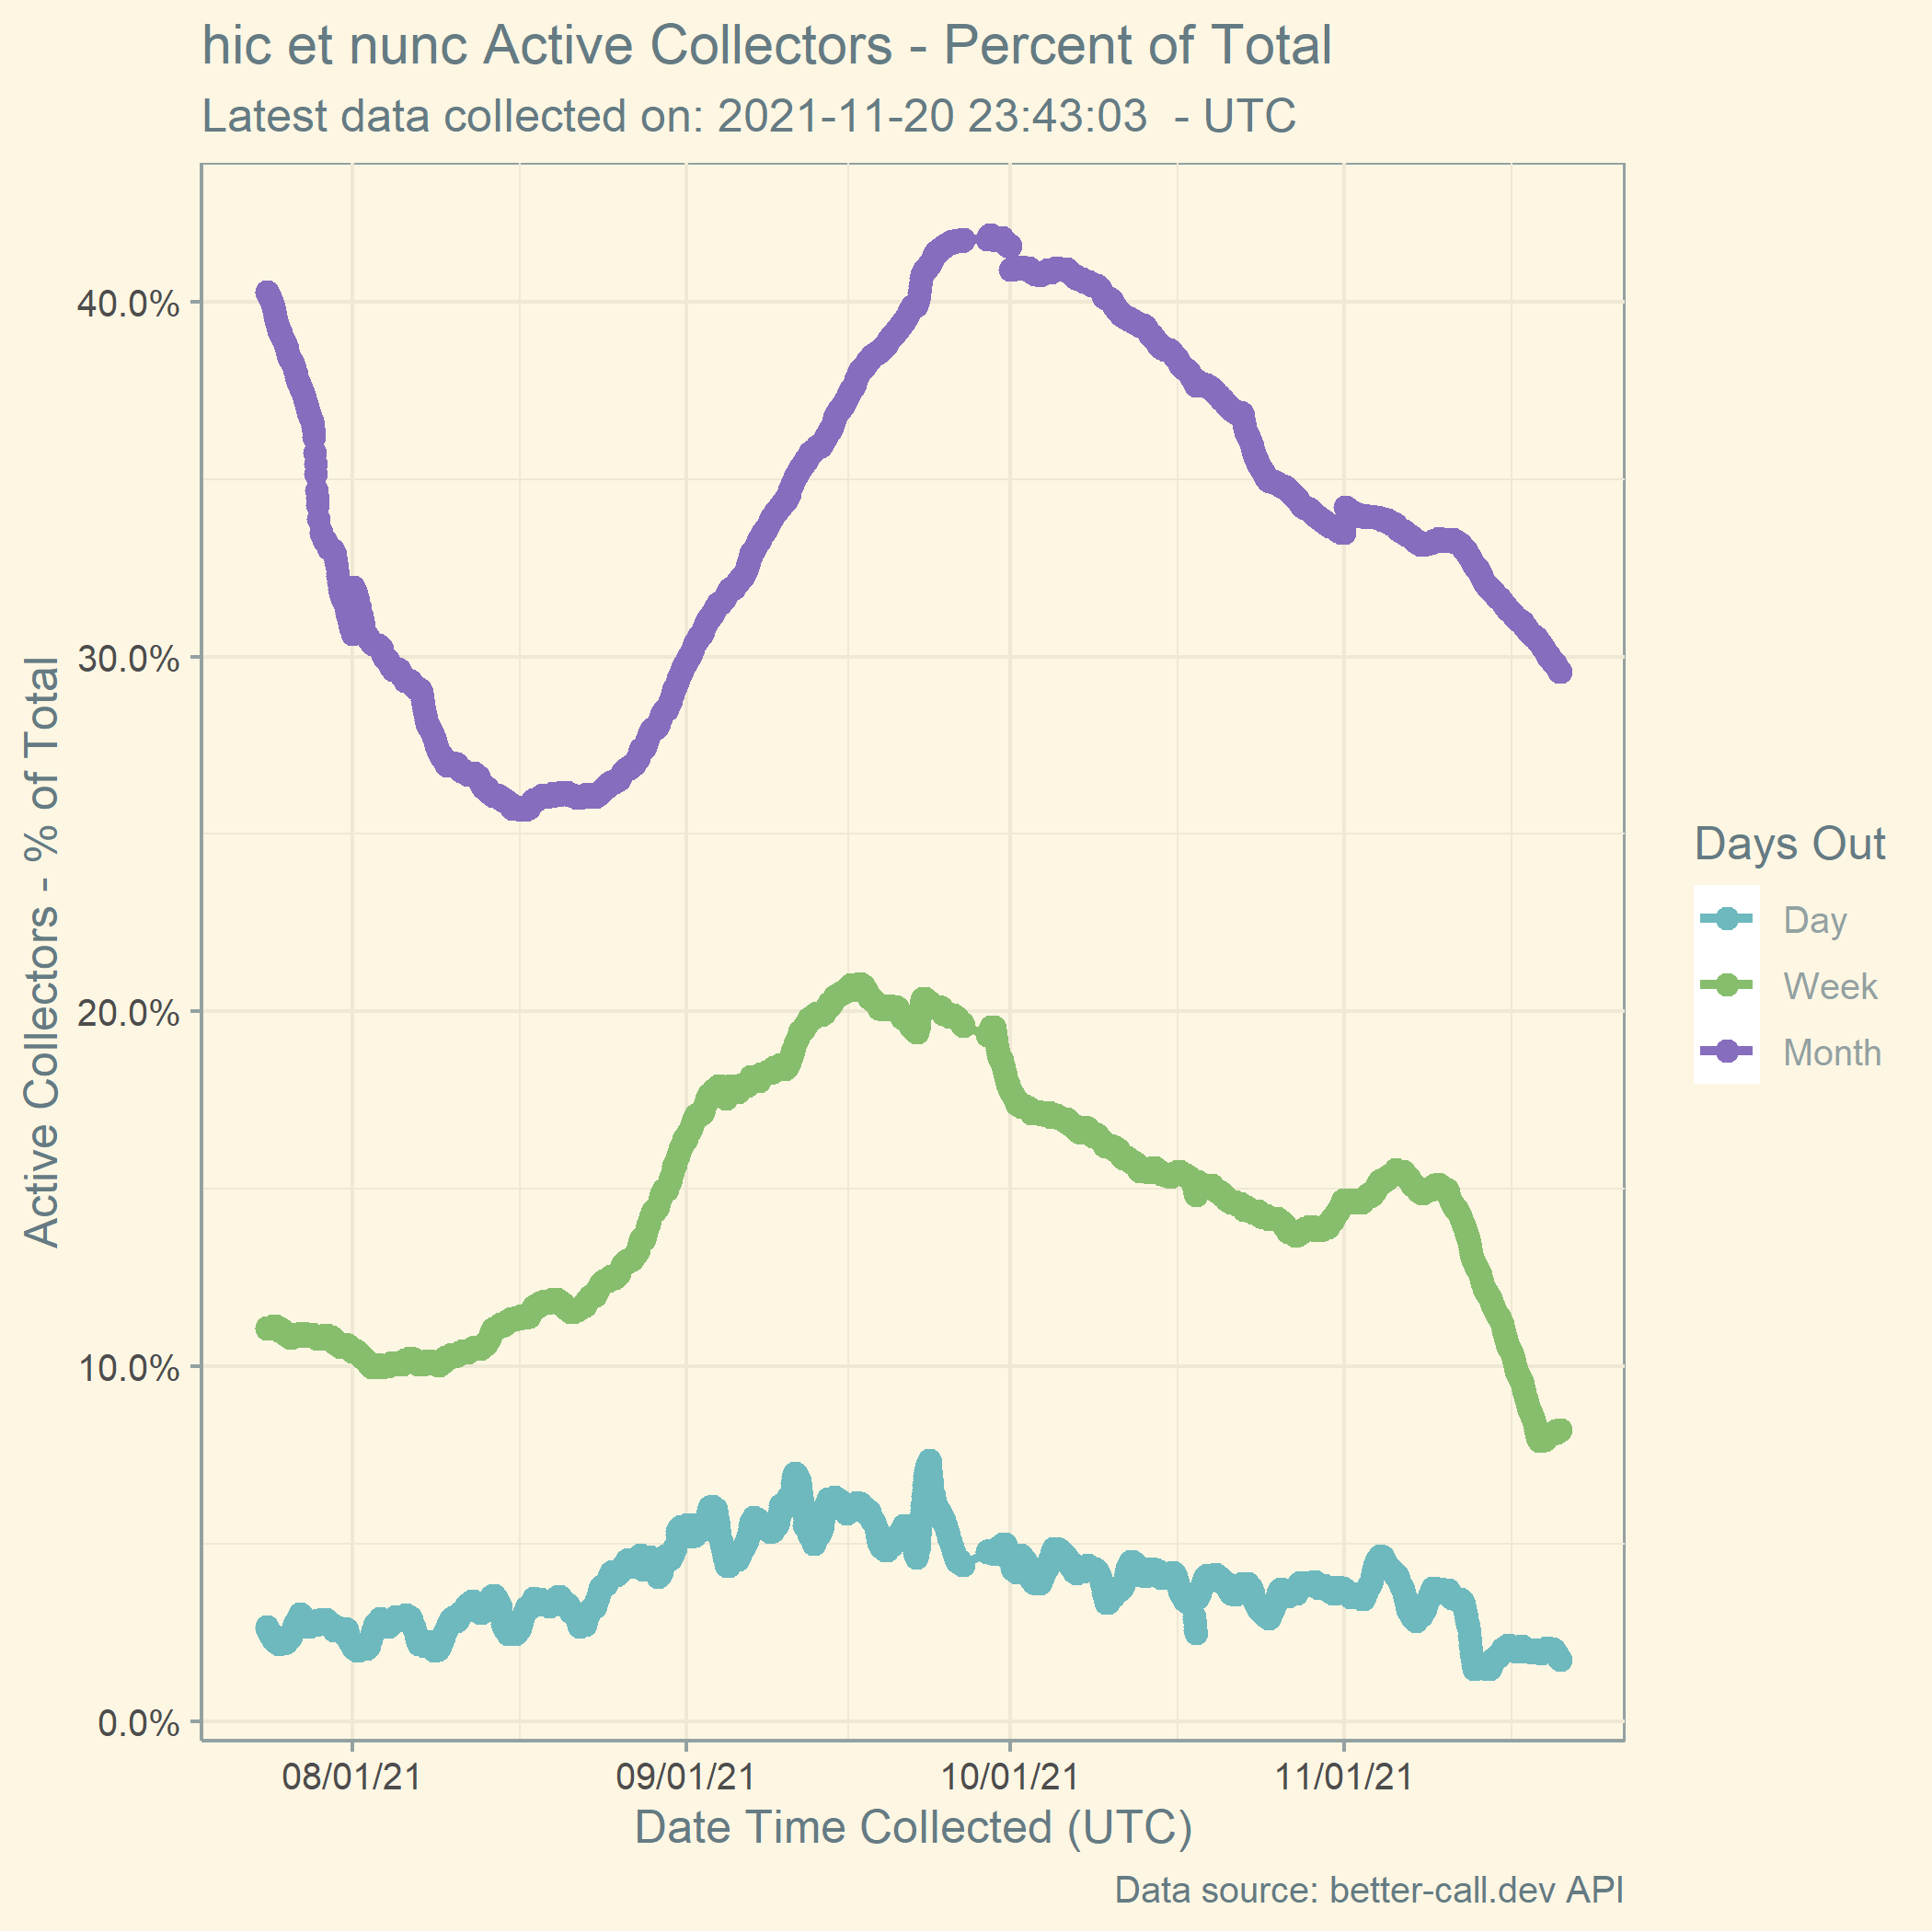 hic et nunc Active Collectors - Percent of Total
Latest data collected on: 2021-11-20 23:43:03  - UTC
Active Collectors - % of Total
40.0%
30.0%
20.0%
10.0%
0.0%
08/01/21 09/01/21 10/01/21 11/01/21
Date Time Collected (UTC)
Days Out
Day
Week
Month
Data source: better-call.dev API